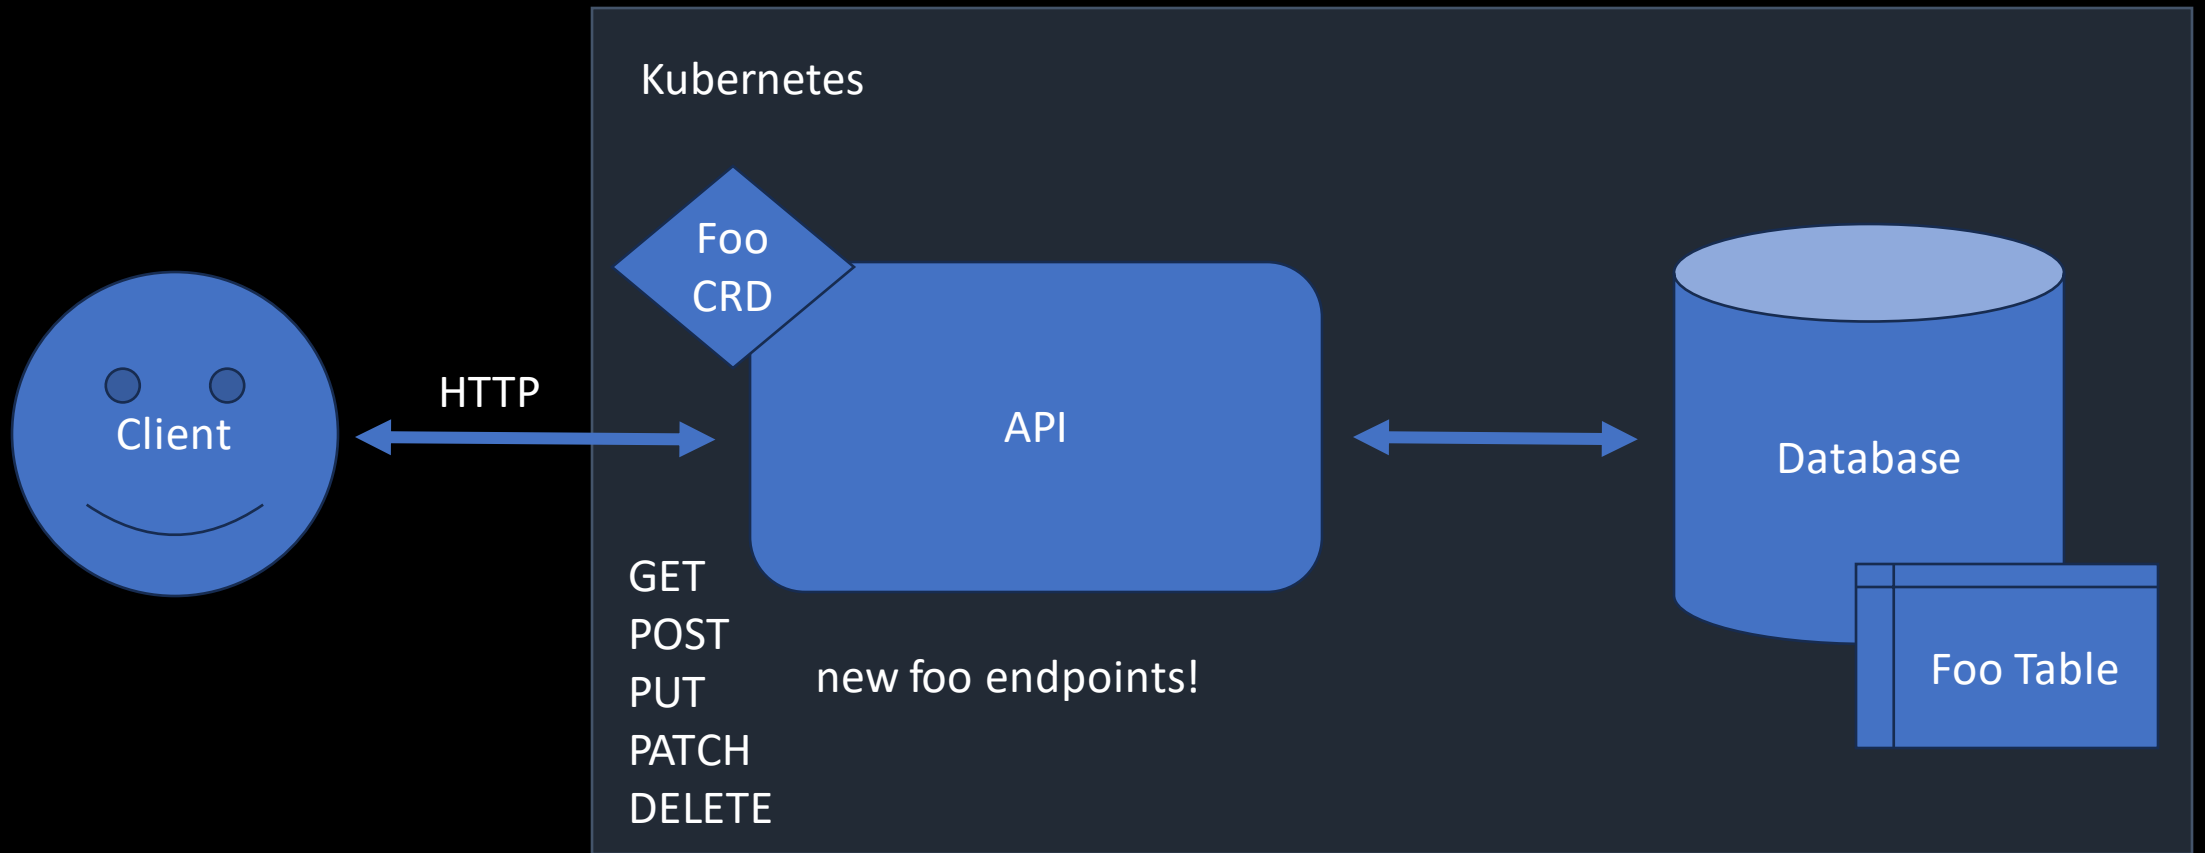 Kubernetes
Foo
CRD
HTTP
Client
API
Database
GET
POST
PUT
PATCH
DELETE
new foo endpoints!
Foo Table